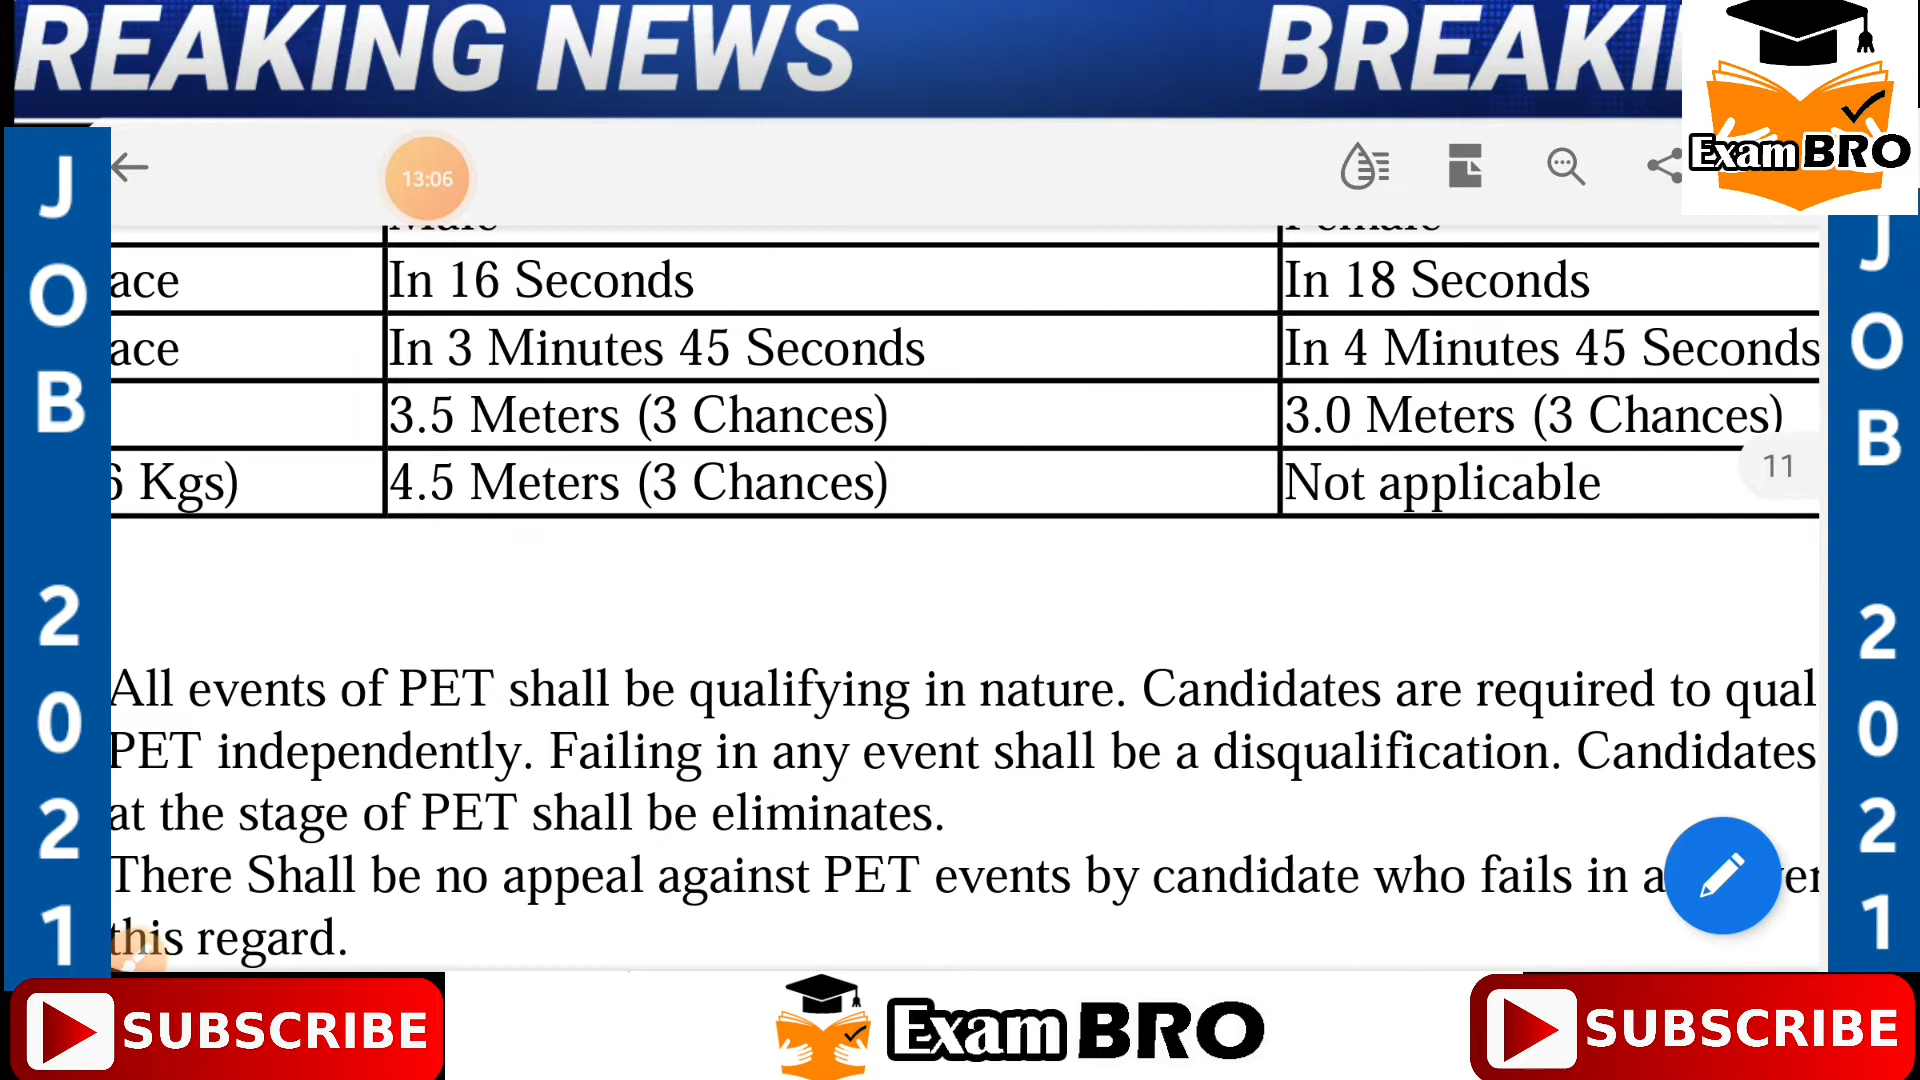 REAKING NEWS BREAKI
Exam BRO
13:06
Male Female
ace In 16 Seconds In 18 Seconds
ace In 3 Minutes 45 Seconds In 4 Minutes 45 Seconds
3.5 Meters (3 Chances) 3.0 Meters (3 Chances)
6 Kgs) 4.5 Meters (3 Chances) Not applicable
11
All events of PET shall be qualifying in nature. Candidates are required to qual
PET independently. Failing in any event shall be a disqualification. Candidates
at the stage of PET shall be eliminates.
There Shall be no appeal against PET events by candidate who fails in a
this regard.
JOB 2021
JOB 2021
SUBSCRIBE
Exam BRO
SUBSCRIBE